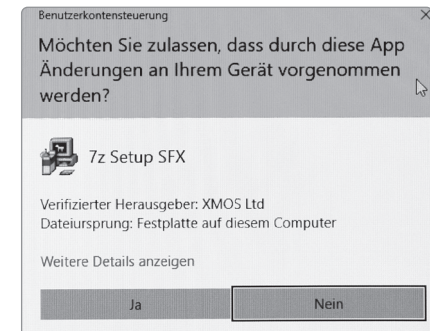 Benutzerkontensteuerung
Möchten Sie zulassen, dass durch diese App
Änderungen an Ihrem Gerät vorgenommen
werden?
7z Setup SFX
Verifizierter Herausgeber: XMOS Ltd
Dateiursprung: Festplatte auf diesem Computer
Weitere Details anzeigen
Ja
Nein